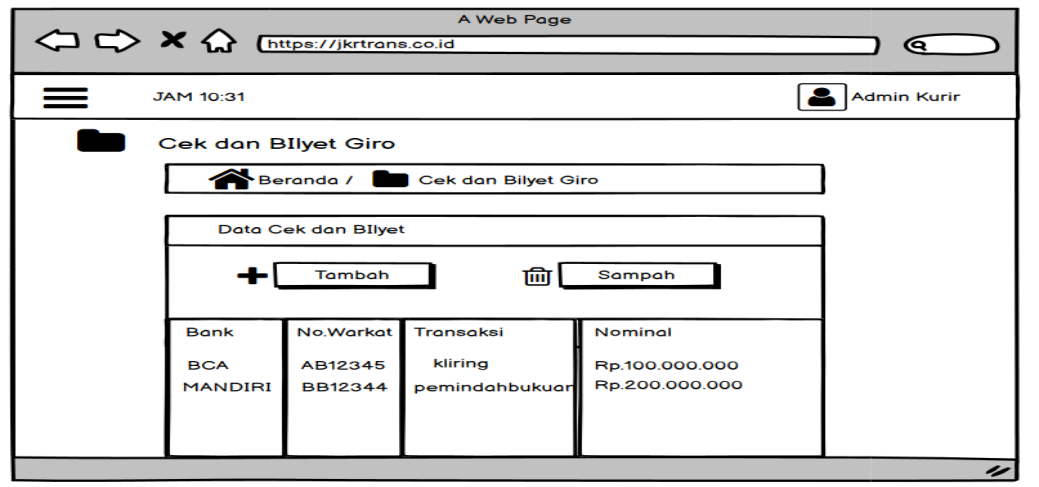 A Web Page
https://jkrtrans.co.id
JAM 10:31
Admin Kurir
Cek dan BIlyet Giro
Beranda / Cek dan Bilyet Giro
Data Cek dan BIlyet
Tambah Sampah
Bank No.Warkat Transaksi Nominal
BCA AB12345 kliring Rp.100.000.000
MANDIRI BB12344 pemindahbukuan Rp.200.000.000